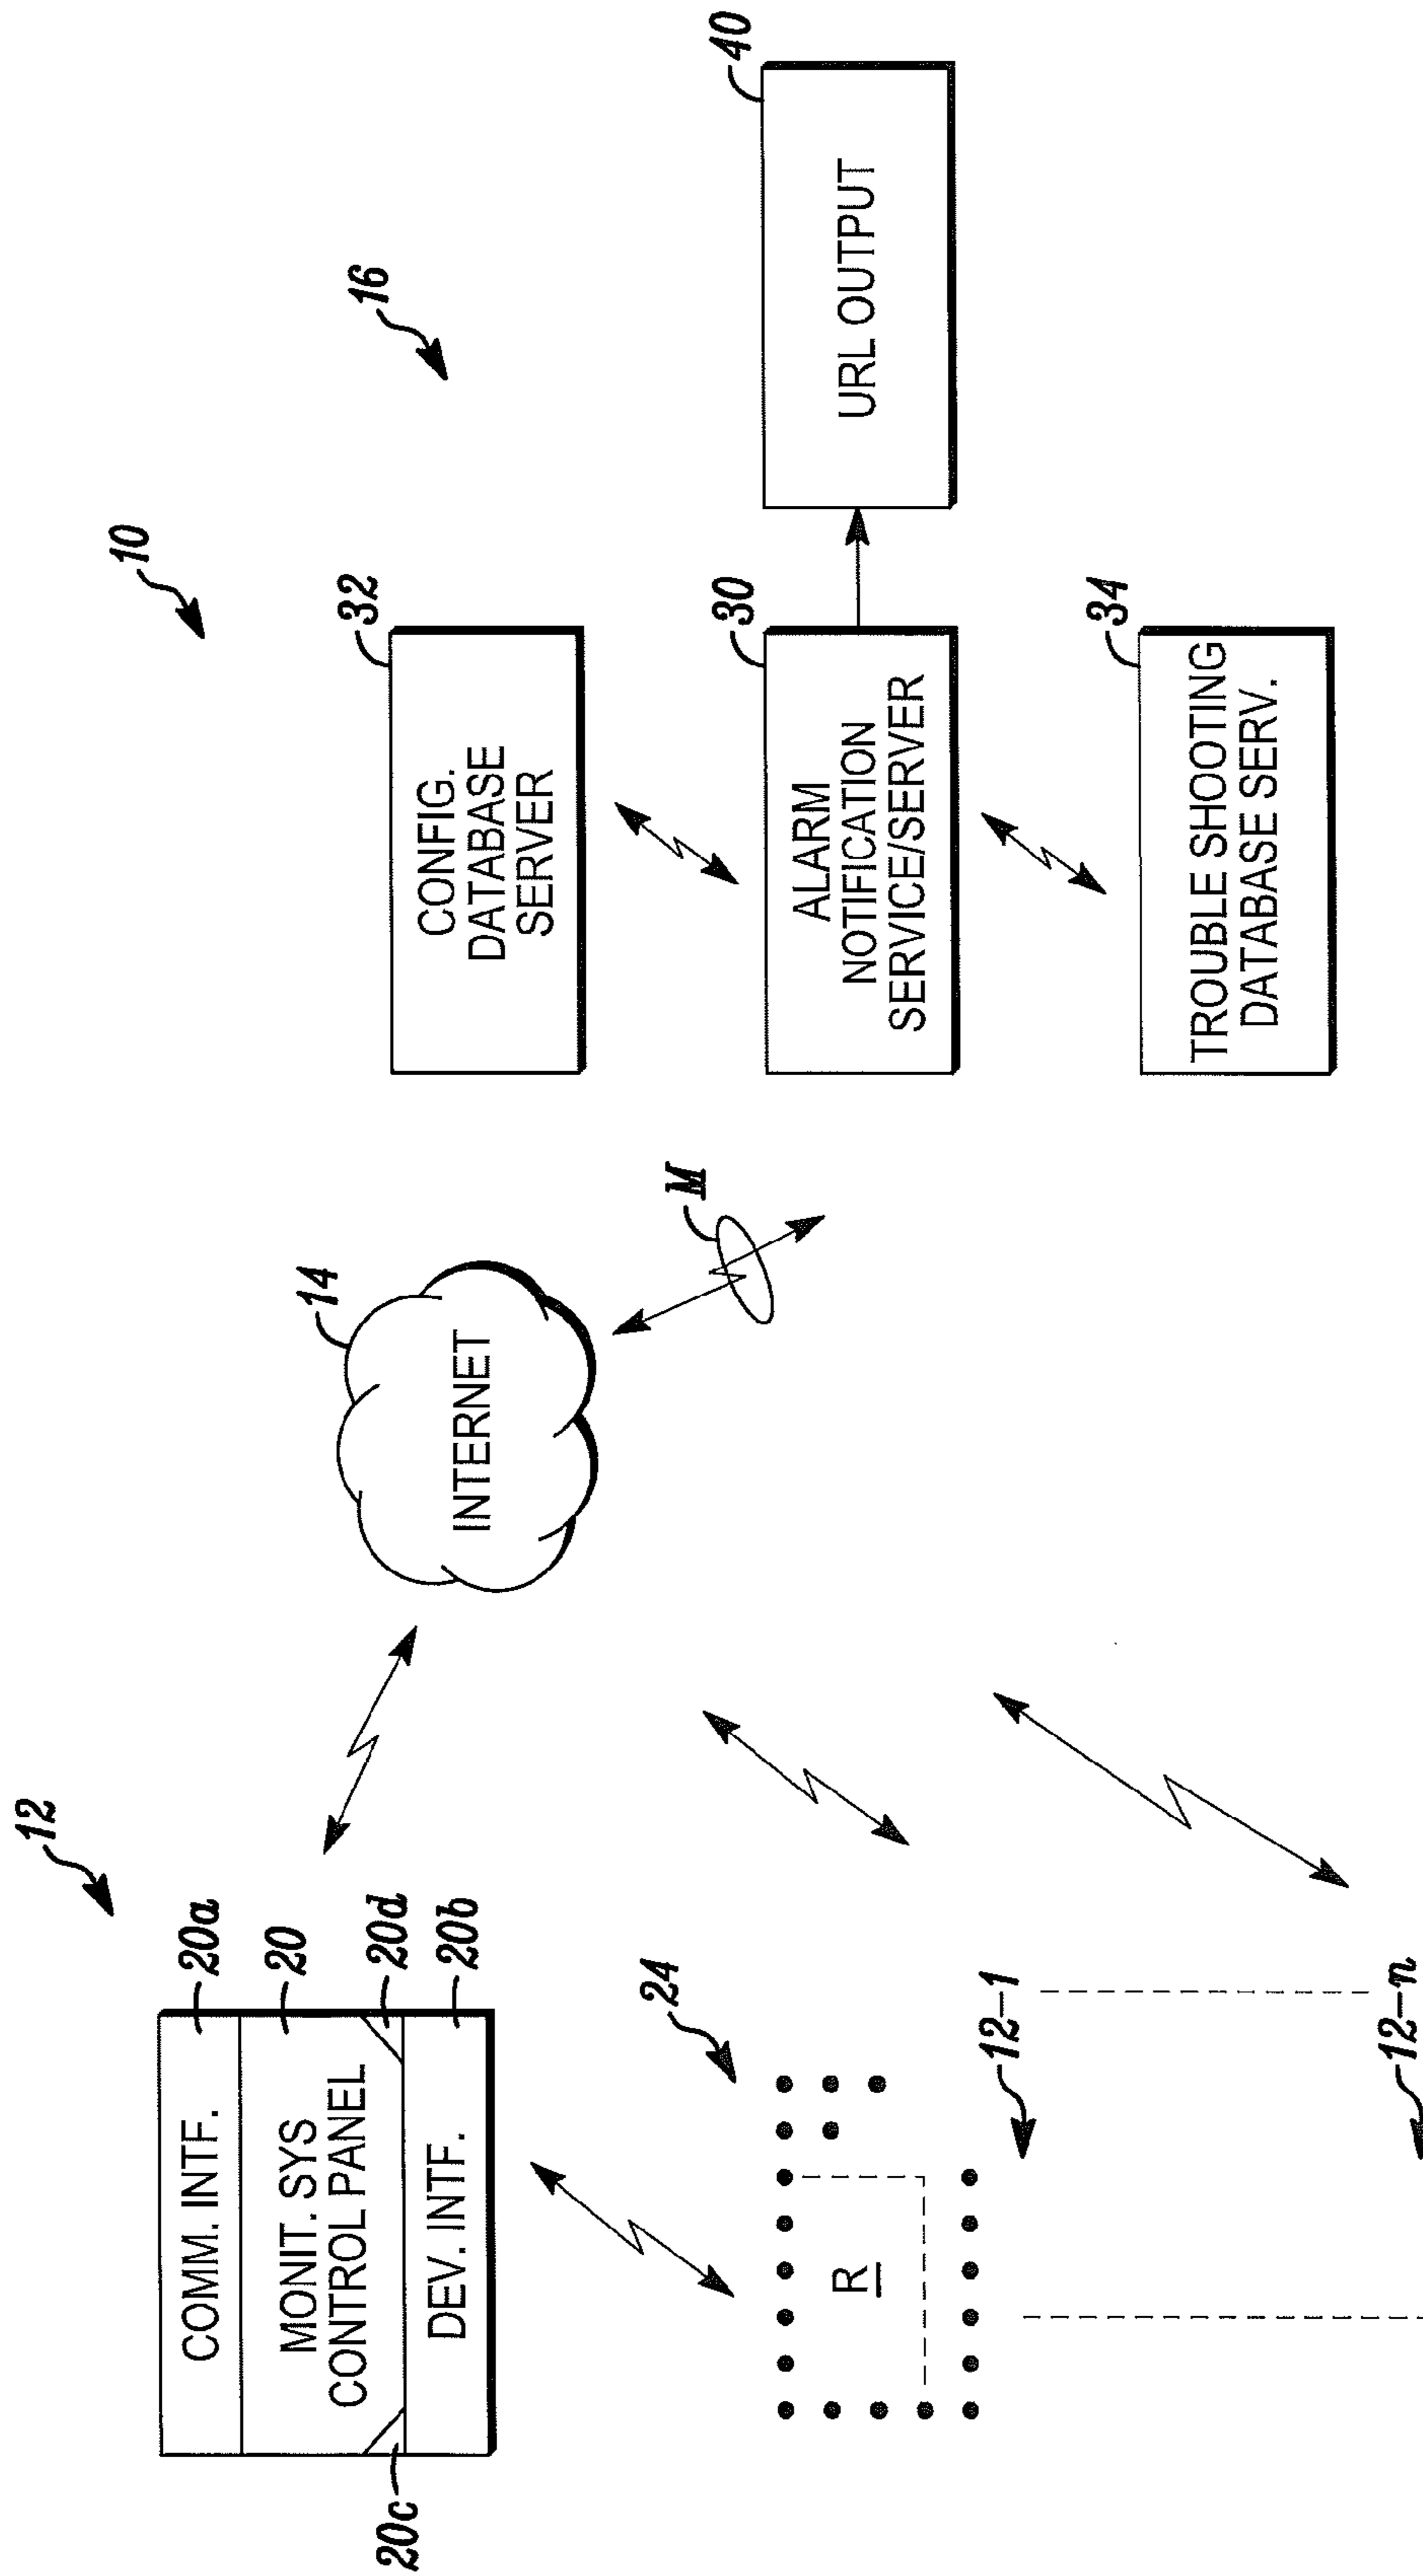 10
12
16
COMM. INTF.
20a
MONIT. SYS
CONTROL PANEL
20
20c
20d
DEV. INTF.
20b
14
INTERNET
M
CONFIG.
DATABASE
SERVER
32
ALARM
NOTIFICATION
SERVICE/SERVER
30
URL OUTPUT
40
TROUBLE SHOOTING
DATABASE SERV.
34
24
R
12-1
12-n